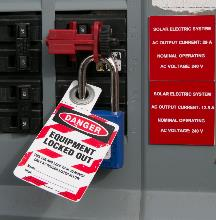 SOLAR ELECTRIC SYSTEM
AC OUTPUT CURRENT:
NOMINAL OPERATING
AC VOLTAGE: 240 V
SOLAR ELECTRIC SYSTEM
AC OUTPUT CURRENT: 12.5 A
NOMINAL OPERATING
AC VOLTAGE: 240 V
DANGER
EQUIPMENT
LOCKED OUT